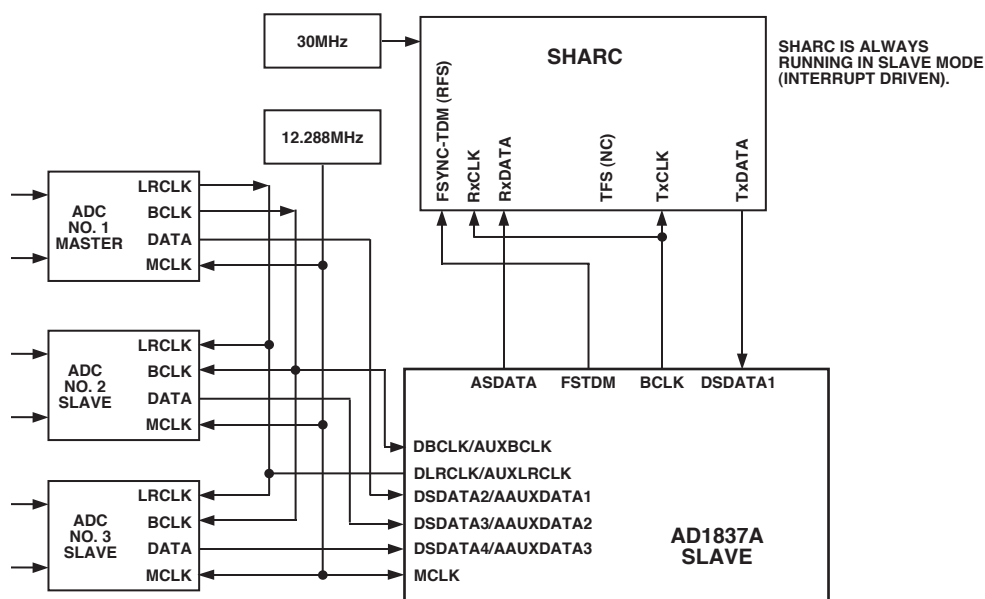 30MHz
SHARC
SHARC IS ALWAYS
RUNNING IN SLAVE MODE
(INTERRUPT DRIVEN).
FSYNC-TDM (RFS)
RxCLK
RxDATA
TFS (NC)
TxCLK
TxDATA
12.288MHz
ADC
NO. 1
MASTER
LRCLK
BCLK
DATA
MCLK
ADC
NO. 2
SLAVE
LRCLK
BCLK
DATA
MCLK
ADC
NO. 3
SLAVE
LRCLK
BCLK
DATA
MCLK
ASDATA
FSTDM
BCLK
DSDATA1
DBCLK/AUXBCLK
DLRCLK/AUXLRCLK
DSDATA2/AAUXDATA1
DSDATA3/AAUXDATA2
DSDATA4/AAUXDATA3
MCLK
AD1837A
SLAVE